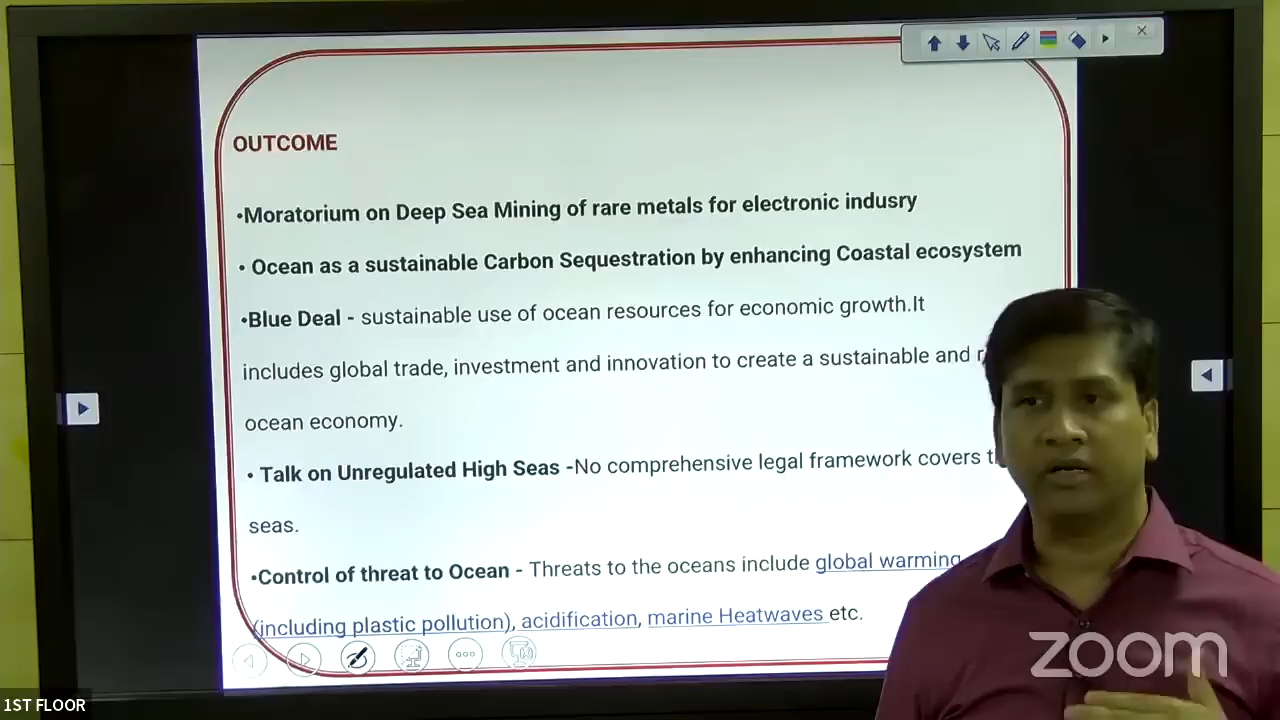 OUTCOME
•Moratorium on Deep Sea Mining of rare metals for electronic indusry
• Ocean as a sustainable Carbon Sequestration by enhancing Coastal ecosystem
•Blue Deal - sustainable use of ocean resources for economic growth.It
includes global trade, investment and innovation to create a sustainable and
ocean economy.
• Talk on Unregulated High Seas -No comprehensive legal framework covers
seas.
•Control of threat to Ocean - Threats to the oceans include global warming
(including plastic pollution), acidification, marine Heatwaves etc.
zoom
1ST FLOOR